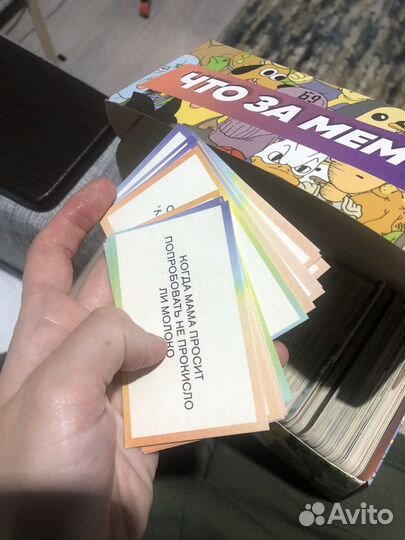 ЧТО ЗА МЕМ
КОГДА МАМА ПРОСИТ
ПОПРОБОВАТЬ НЕ ПРОКИСЛО
ЛИ МОЛОКО
Avito